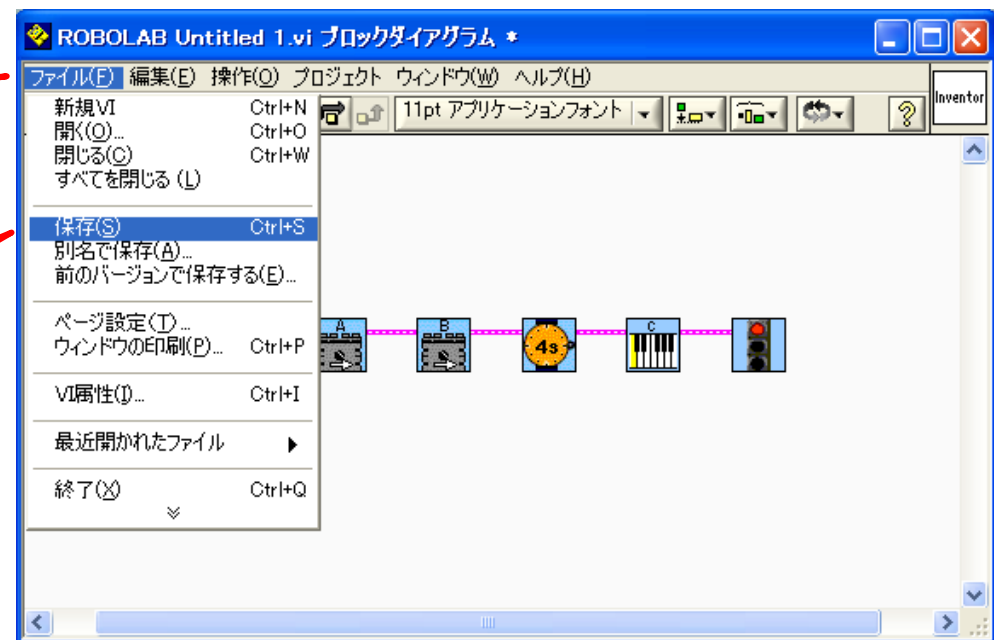 ROBOLAB Untitled 1.vi ブロックダイアグラム *
ファイル(F) 編集(E) 操作(O) プロジェクト ウィンドウ(W) ヘルプ(H)
11pt アプリケーションフォント
?
Inventor
新規VI Ctrl+N
開く(O)... Ctrl+O
閉じる(C) Ctrl+W
すべてを閉じる (L)
保存(S) Ctrl+S
別名で保存(A)...
前のバージョンで保存する(E)...
ページ設定(T)...
ウィンドウの印刷(P)... Ctrl+P
VI属性(I)... Ctrl+I
最近開かれたファイル
終了(X) Ctrl+Q
A B 4s C